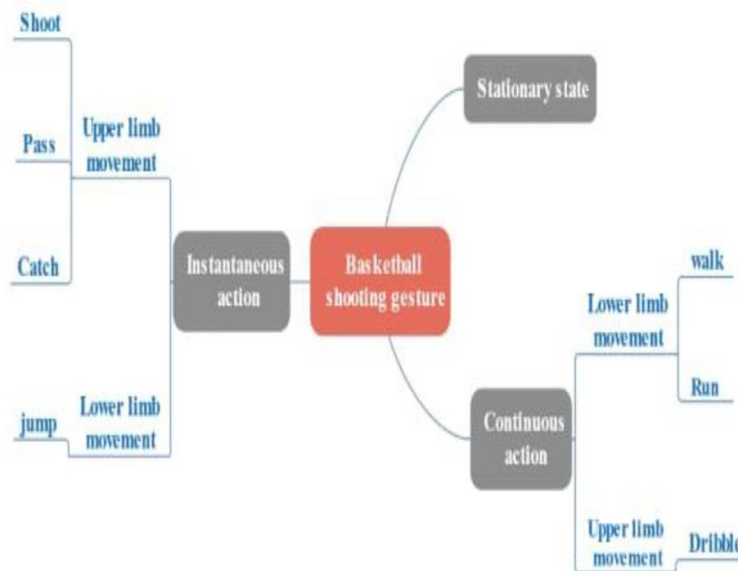 Shoot
Upper limb
movement
Pass
Catch
Instantaneous
action
Lower limb
movement
jump
Basketball
shooting gesture
Stationary state
Continuous
action
Lower limb
movement
walk
Run
Upper limb
movement
Dribble